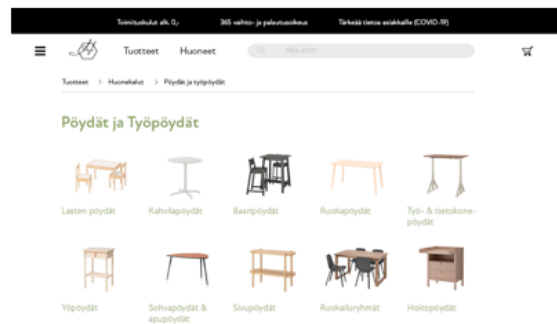 Toimituskulut alk. 0,- 365 vaihto- ja palautusoikeus Tärkeää tietoa asiakkaille (COVID-19)
Tuotteet Huoneet
Tuotteet > Huonekalut > Pöydät ja työpöydät
Pöydät ja Työpöydät
Lasten pöydät Kahvilapöydät Baaripöydät Ruokapöydät Työ- & tietokone-
pöydät
Yöpöydät Sohvapöydät & Sivupöydät Ruokailuryhmät Hoitopöydät
apupöydät